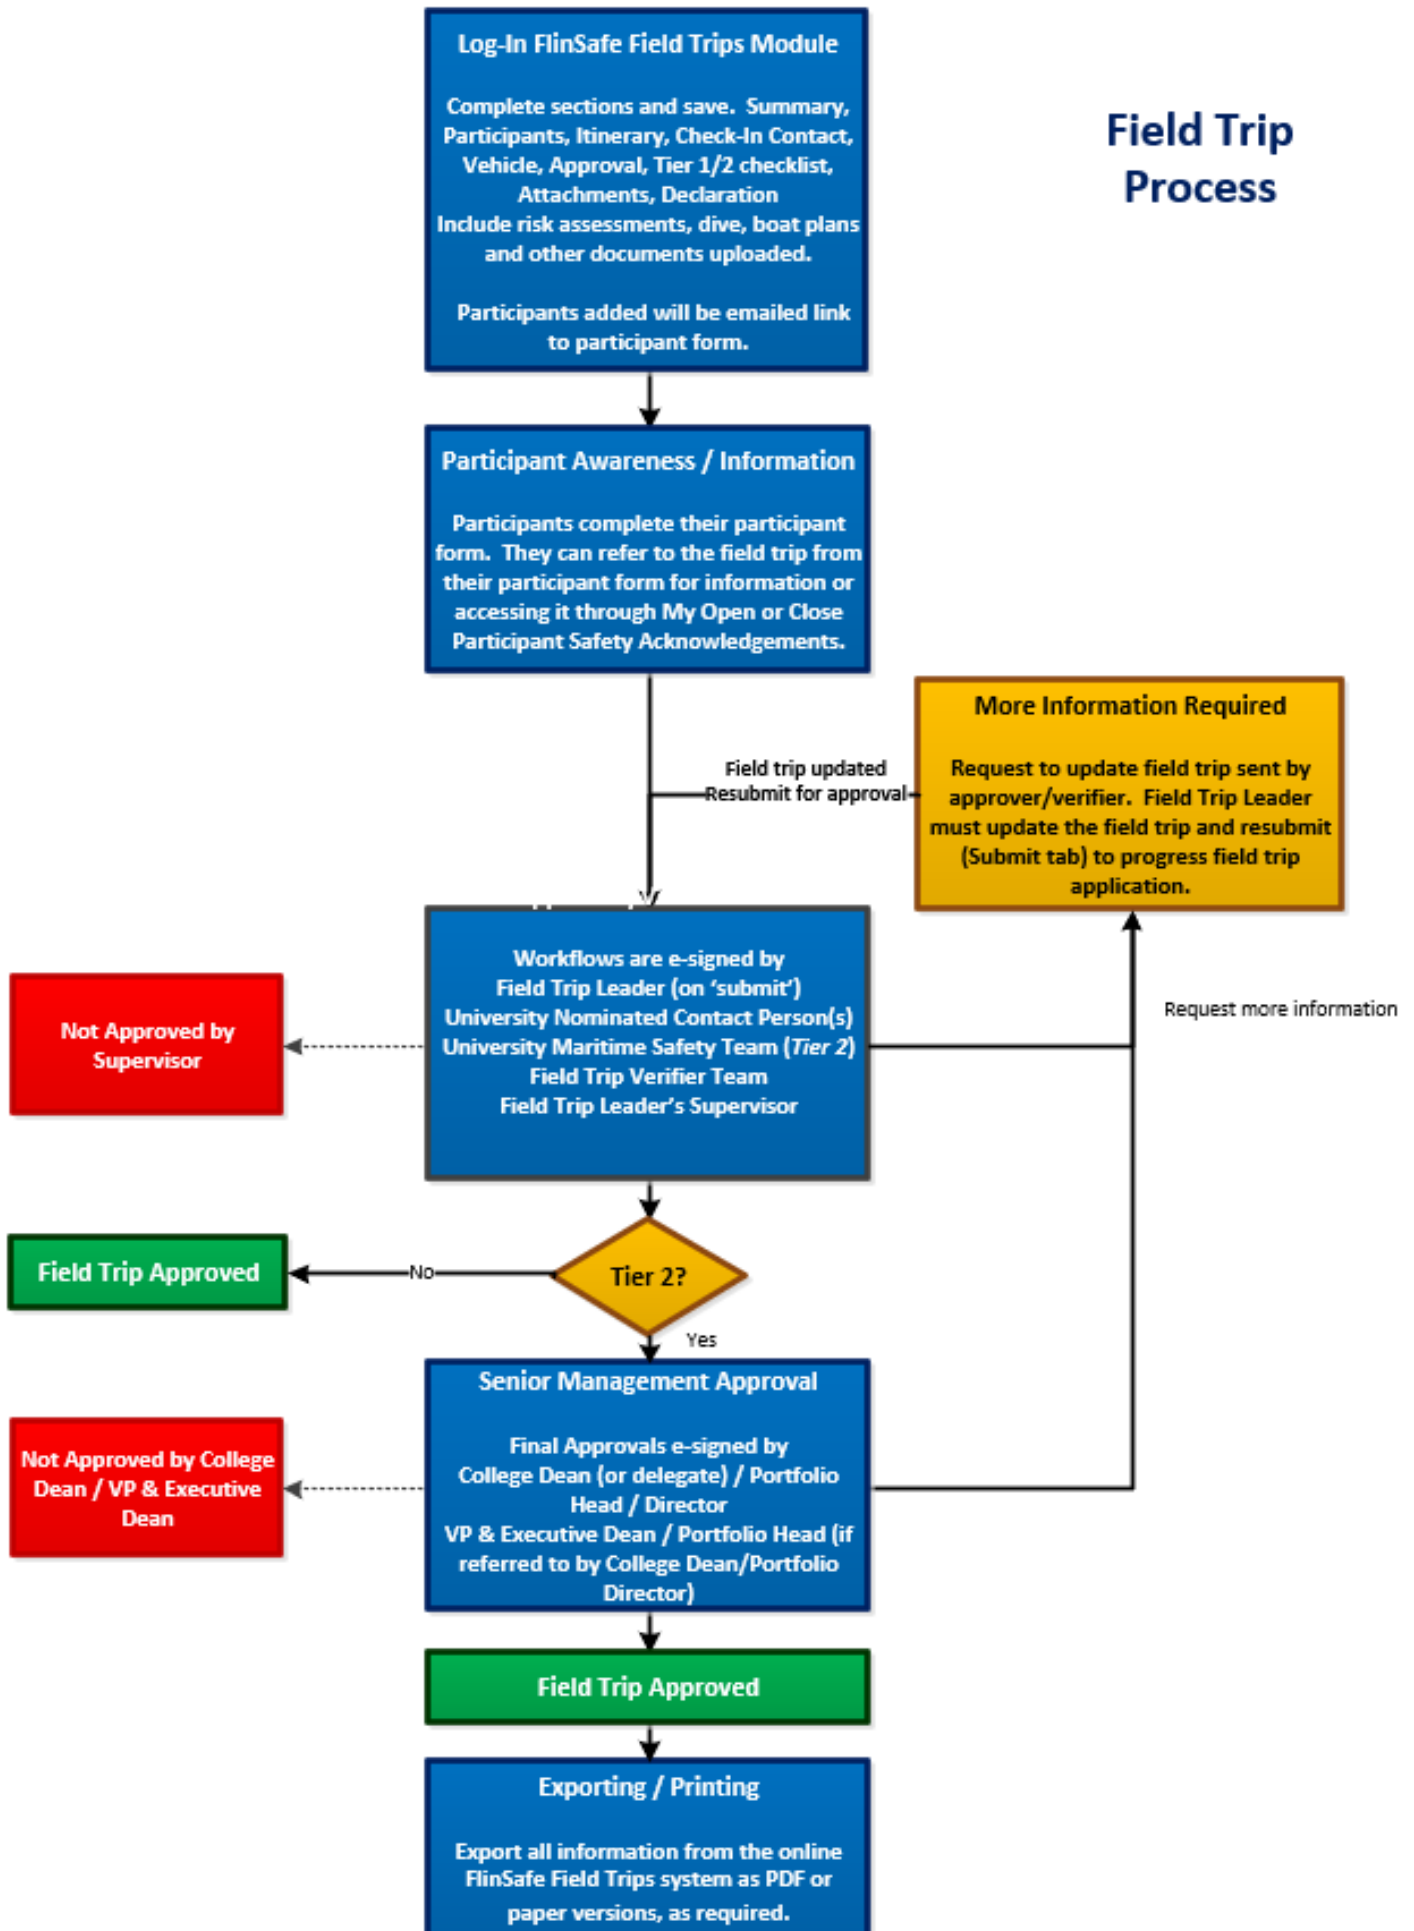 Field Trip
Process
Log-In FlinSafe Field Trips Module
Complete sections and save. Summary,
Participants, Itinerary, Check-In Contact,
Vehicle, Approval, Tier 1/2 checklist,
Attachments, Declaration
Include risk assessments, dive, boat plans
and other documents uploaded.
Participants added will be emailed link
to participant form.
Participant Awareness / Information
Participants complete their participant
form. They can refer to the field trip from
their participant form for information or
accessing it through My Open or Close
Participant Safety Acknowledgements.
More Information Required
Request to update field trip sent by
approver/verifier. Field Trip Leader
must update the field trip and resubmit
(Submit tab) to progress field trip
application.
Field trip updated
Resubmit for approval
Workflows are e-signed by
Field Trip Leader (on ‘submit’)
University Nominated Contact Person(s)
University Maritime Safety Team (Tier 2)
Field Trip Verifier Team
Field Trip Leader’s Supervisor
Not Approved by
Supervisor
Request more information
Tier 2?
No
Field Trip Approved
Yes
Senior Management Approval
Final Approvals e-signed by
College Dean (or delegate) / Portfolio
Head / Director
VP & Executive Dean / Portfolio Head (if
referred to by College Dean/Portfolio
Director)
Not Approved by College
Dean / VP & Executive
Dean
Field Trip Approved
Exporting / Printing
Export all information from the online
FlinSafe Field Trips system as PDF or
paper versions, as required.